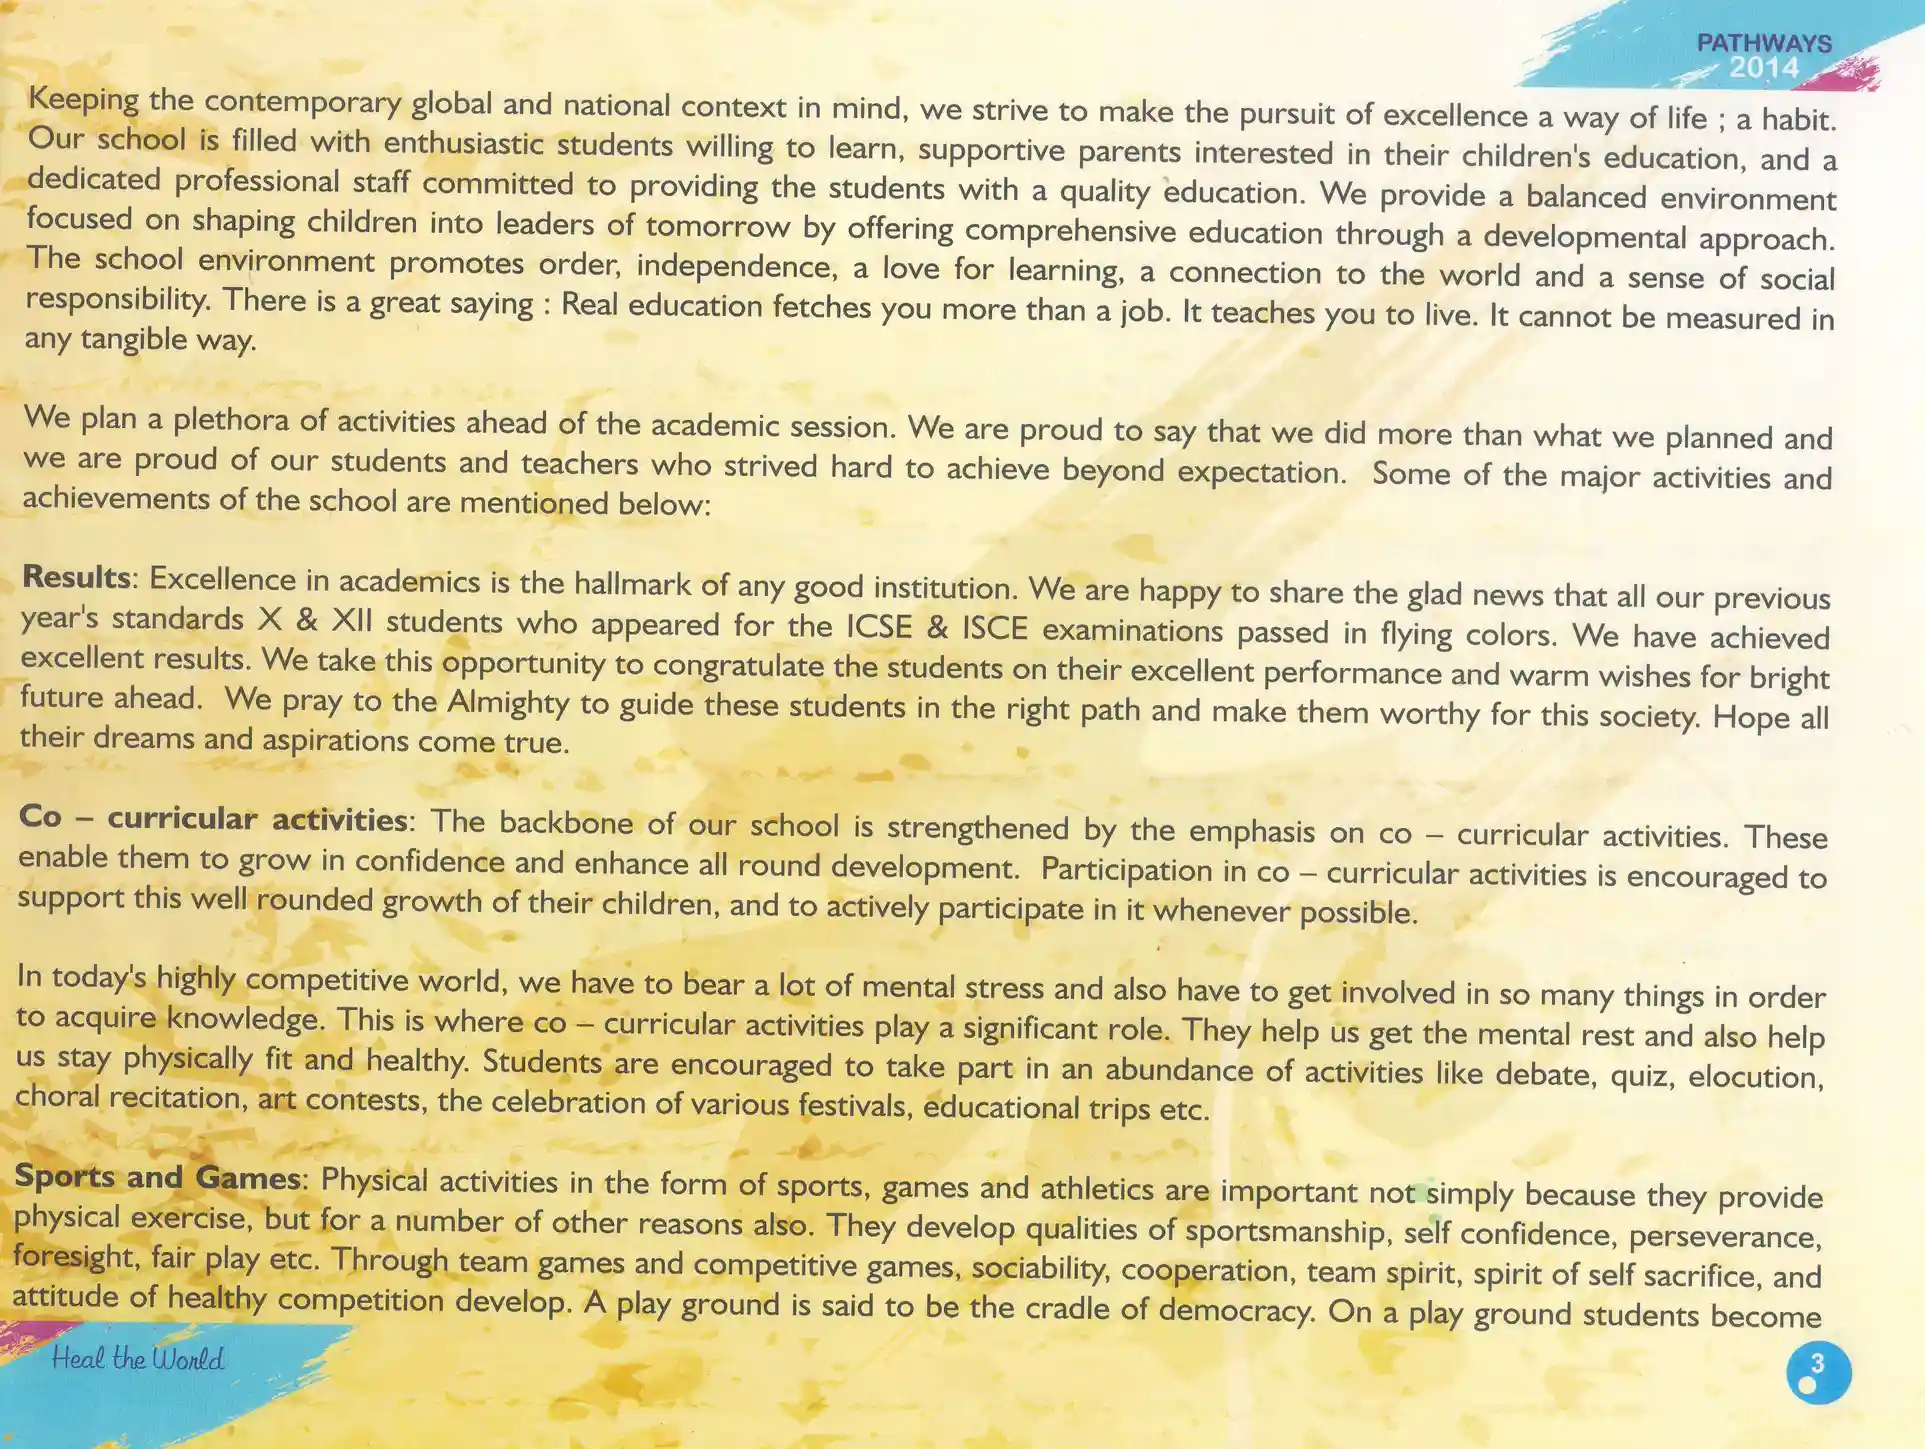 PATHWAYS
2014
Keeping the contemporary global and national context in mind, we strive to make the pursuit of excellence a way of life ; a habit.
Our school is filled with enthusiastic students willing to learn, supportive parents interested in their children's education, and a
dedicated professional staff committed to providing the students with a quality education. We provide a balanced environment
focused on shaping children into leaders of tomorrow by offering comprehensive education through a developmental approach.
The school environment promotes order, independence, a love for learning, a connection to the world and a sense of social
responsibility. There is a great saying : Real education fetches you more than a job. It teaches you to live. It cannot be measured in
any tangible way.
We plan a plethora of activities ahead of the academic session. We are proud to say that we did more than what we planned and
we are proud of our students and teachers who strived hard to achieve beyond expectation. Some of the major activities and
achievements of the school are mentioned below:
Results: Excellence in academics is the hallmark of any good institution. We are happy to share the glad news that all our previous
year's standards X & XII students who appeared for the ICSE & ISCE examinations passed in flying colors. We have achieved
excellent results. We take this opportunity to congratulate the students on their excellent performance and warm wishes for bright
future ahead. We pray to the Almighty to guide these students in the right path and make them worthy for this society. Hope all
their dreams and aspirations come true.
Co – curricular activities: The backbone of our school is strengthened by the emphasis on co – curricular activities. These
enable them to grow in confidence and enhance all round development. Participation in co – curricular activities is encouraged to
support this well rounded growth of their children, and to actively participate in it whenever possible.
In today's highly competitive world, we have to bear a lot of mental stress and also have to get involved in so many things in order
to acquire knowledge. This is where co – curricular activities play a significant role. They help us get the mental rest and also help
us stay physically fit and healthy. Students are encouraged to take part in an abundance of activities like debate, quiz, elocution,
choral recitation, art contests, the celebration of various festivals, educational trips etc.
Sports and Games: Physical activities in the form of sports, games and athletics are important not simply because they provide
physical exercise, but for a number of other reasons also. They develop qualities of sportsmanship, self confidence, perseverance,
foresight, fair play etc. Through team games and competitive games, sociability, cooperation, team spirit, spirit of self sacrifice, and
attitude of healthy competition develop. A play ground is said to be the cradle of democracy. On a play ground students become
Heal the World
3